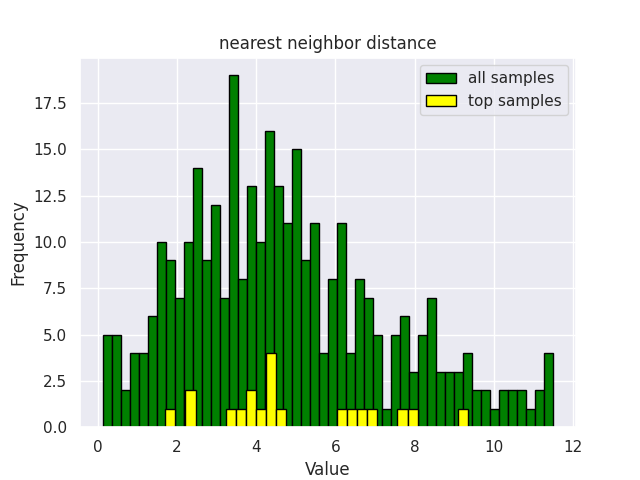 nearest neighbor distance
all samples
top samples
Frequency
17.5
15.0
12.5
10.0
7.5
5.0
2.5
0.0
0 2 4 6 8 10 12
Value